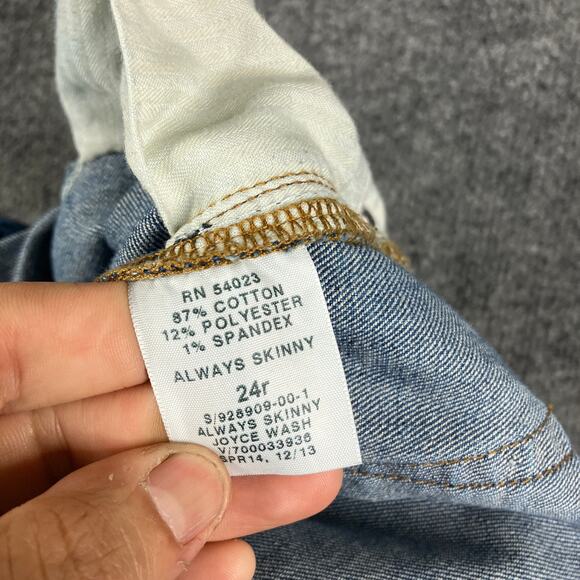 RN 54023
87% COTTON
12% POLYESTER
1% SPANDEX
ALWAYS SKINNY
24r
S/928909-00-1
ALWAYS SKINNY
JOYCE WASH
V/700033936
SPR14, 12/13